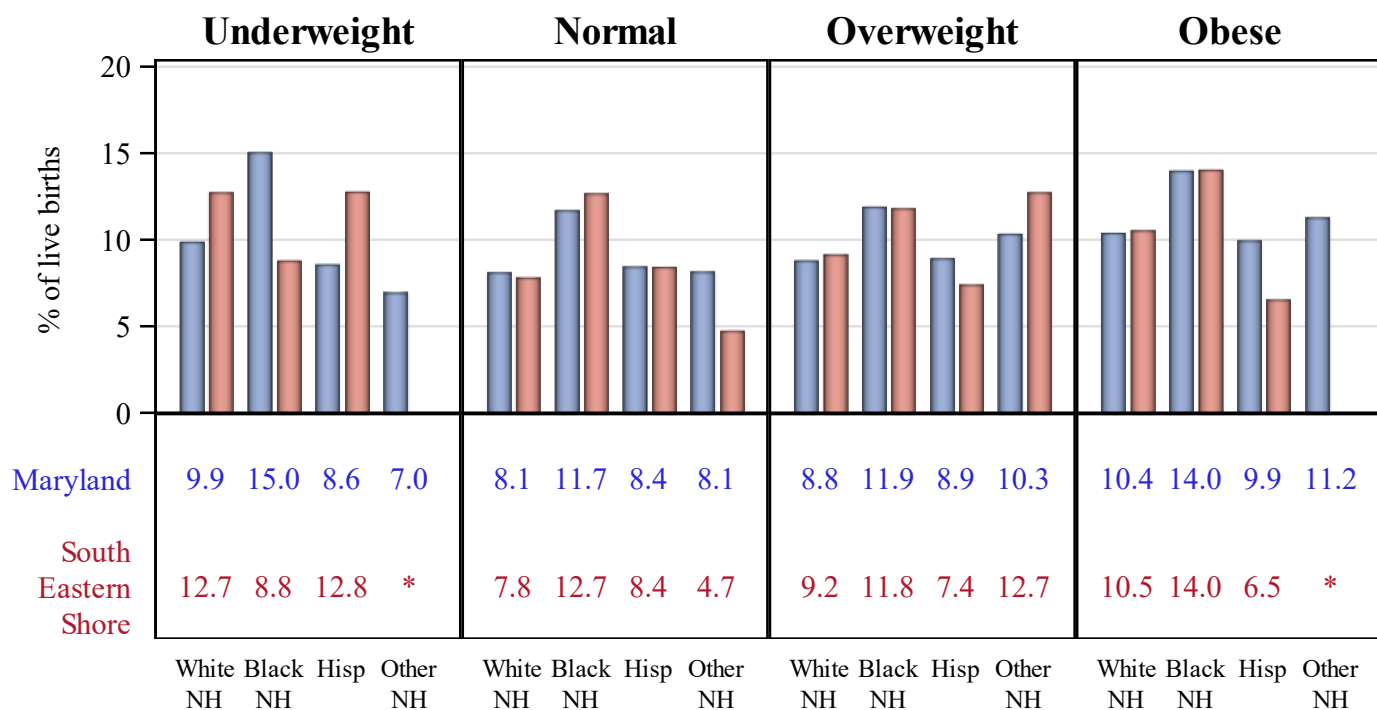 Underweight Normal Overweight Obese
20
15
10
5
0
% of live births
Maryland 9.9 15.0 8.6 7.0 8.1 11.7 8.4 8.1 8.8 11.9 8.9 10.3 10.4 14.0 9.9 11.2
South
Eastern 12.7 8.8 12.8 * 7.8 12.7 8.4 4.7 9.2 11.8 7.4 12.7 10.5 14.0 6.5 *
Shore
White Black Hisp Other White Black Hisp Other White Black Hisp Other White Black Hisp Other
NH NH NH NH NH NH NH NH NH NH NH NH